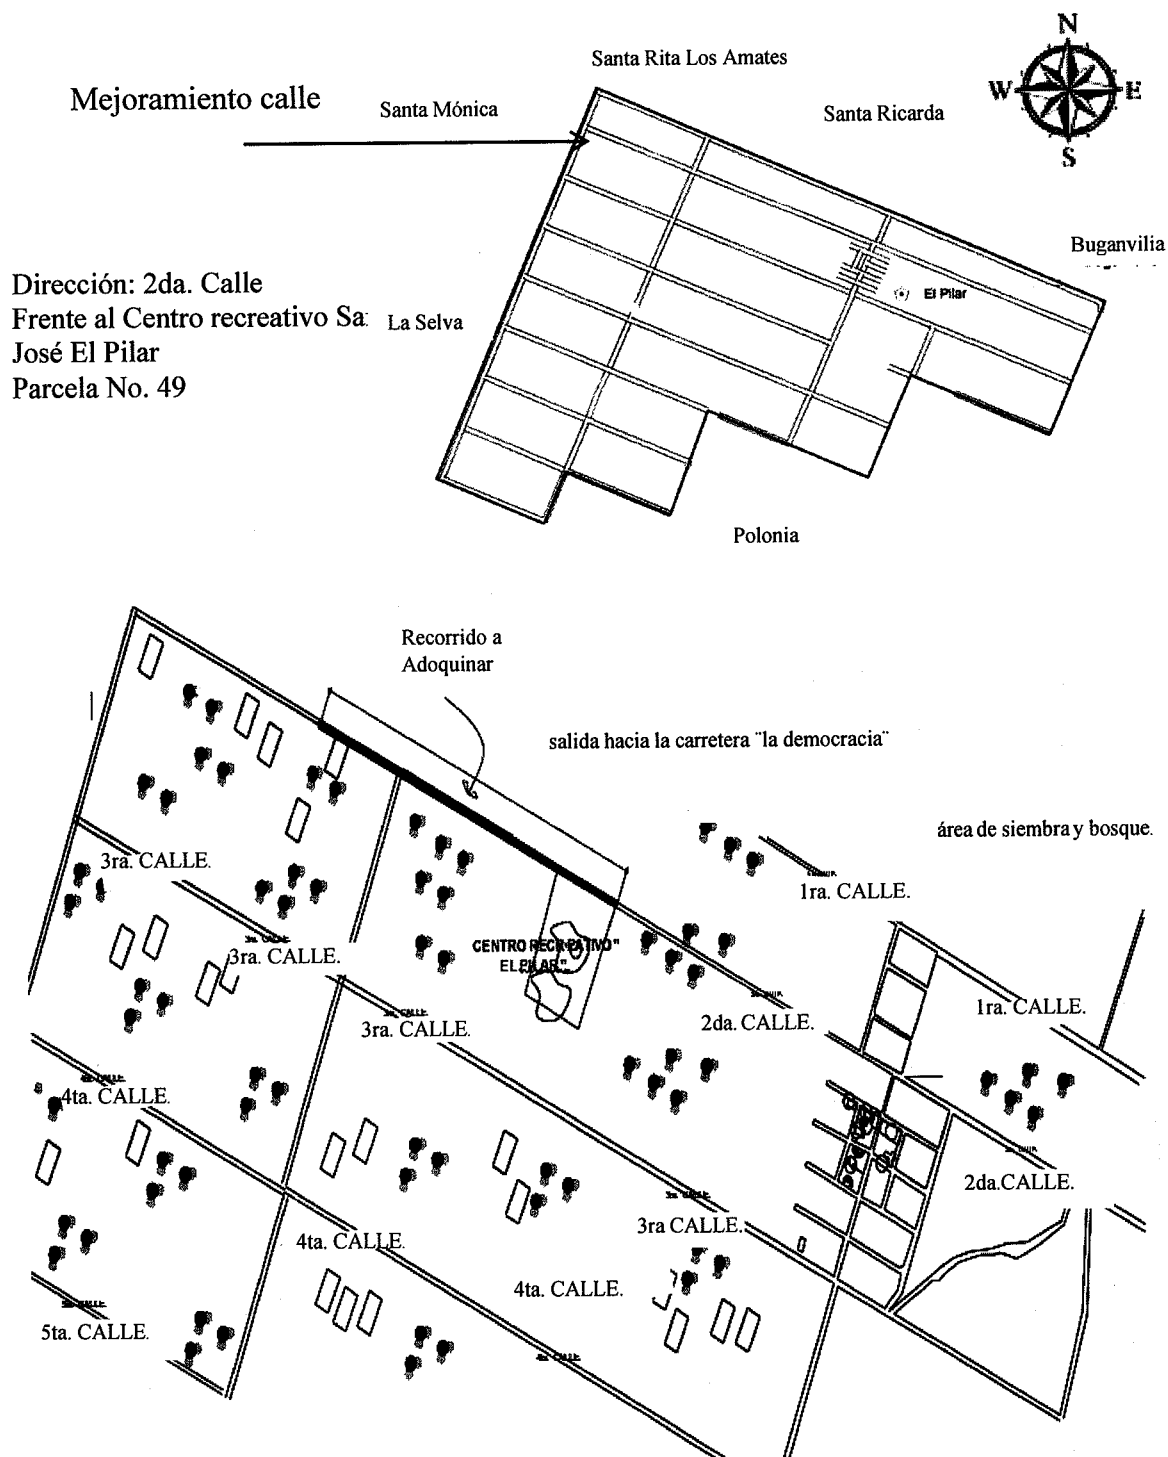 N
Santa Rita Los Amates
Mejoramiento calle
Santa Mónica
Santa Ricarda
W
E
S
Buganvilia
Dirección: 2da. Calle
Frente al Centro recreativo Sa
José El Pilar
Parcela No. 49
La Selva
El Pilar
Polonia
Recorrido a
Adoquinar
salida hacia la carretera ¨la democracia¨
área de siembra y bosque.
3ra. CALLE.
1ra. CALLE.
CENTRO RECREATIVO"
EL PILAR".
3ra. CALLE.
3ra. CALLE.
2da. CALLE.
1ra. CALLE.
4ta. CALLE.
2da.CALLE.
3ra CALLE.
4ta. CALLE.
4ta. CALLE.
5ta. CALLE.